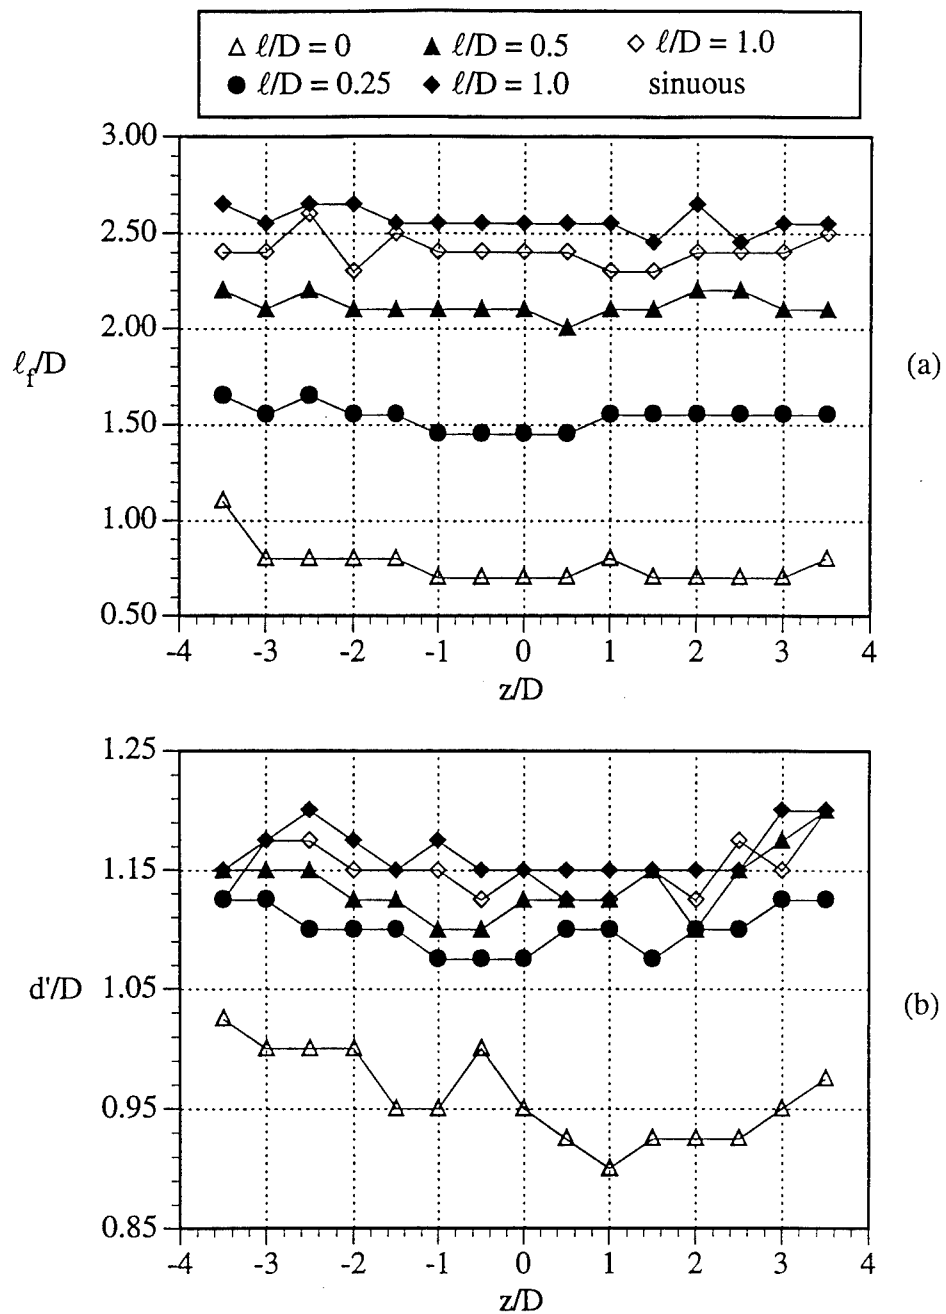 △ ℓ/D = 0 ▲ ℓ/D = 0.5 ◇ ℓ/D = 1.0
● ℓ/D = 0.25 ◆ ℓ/D = 1.0 sinuous
3.00
2.50
2.00
ℓf/D
(a)
1.50
1.00
0.50
-4 -3 -2 -1 0 1 2 3 4
z/D
1.25
1.15
d'/D 1.05
(b)
0.95
0.85
-4 -3 -2 -1 0 1 2 3 4
z/D